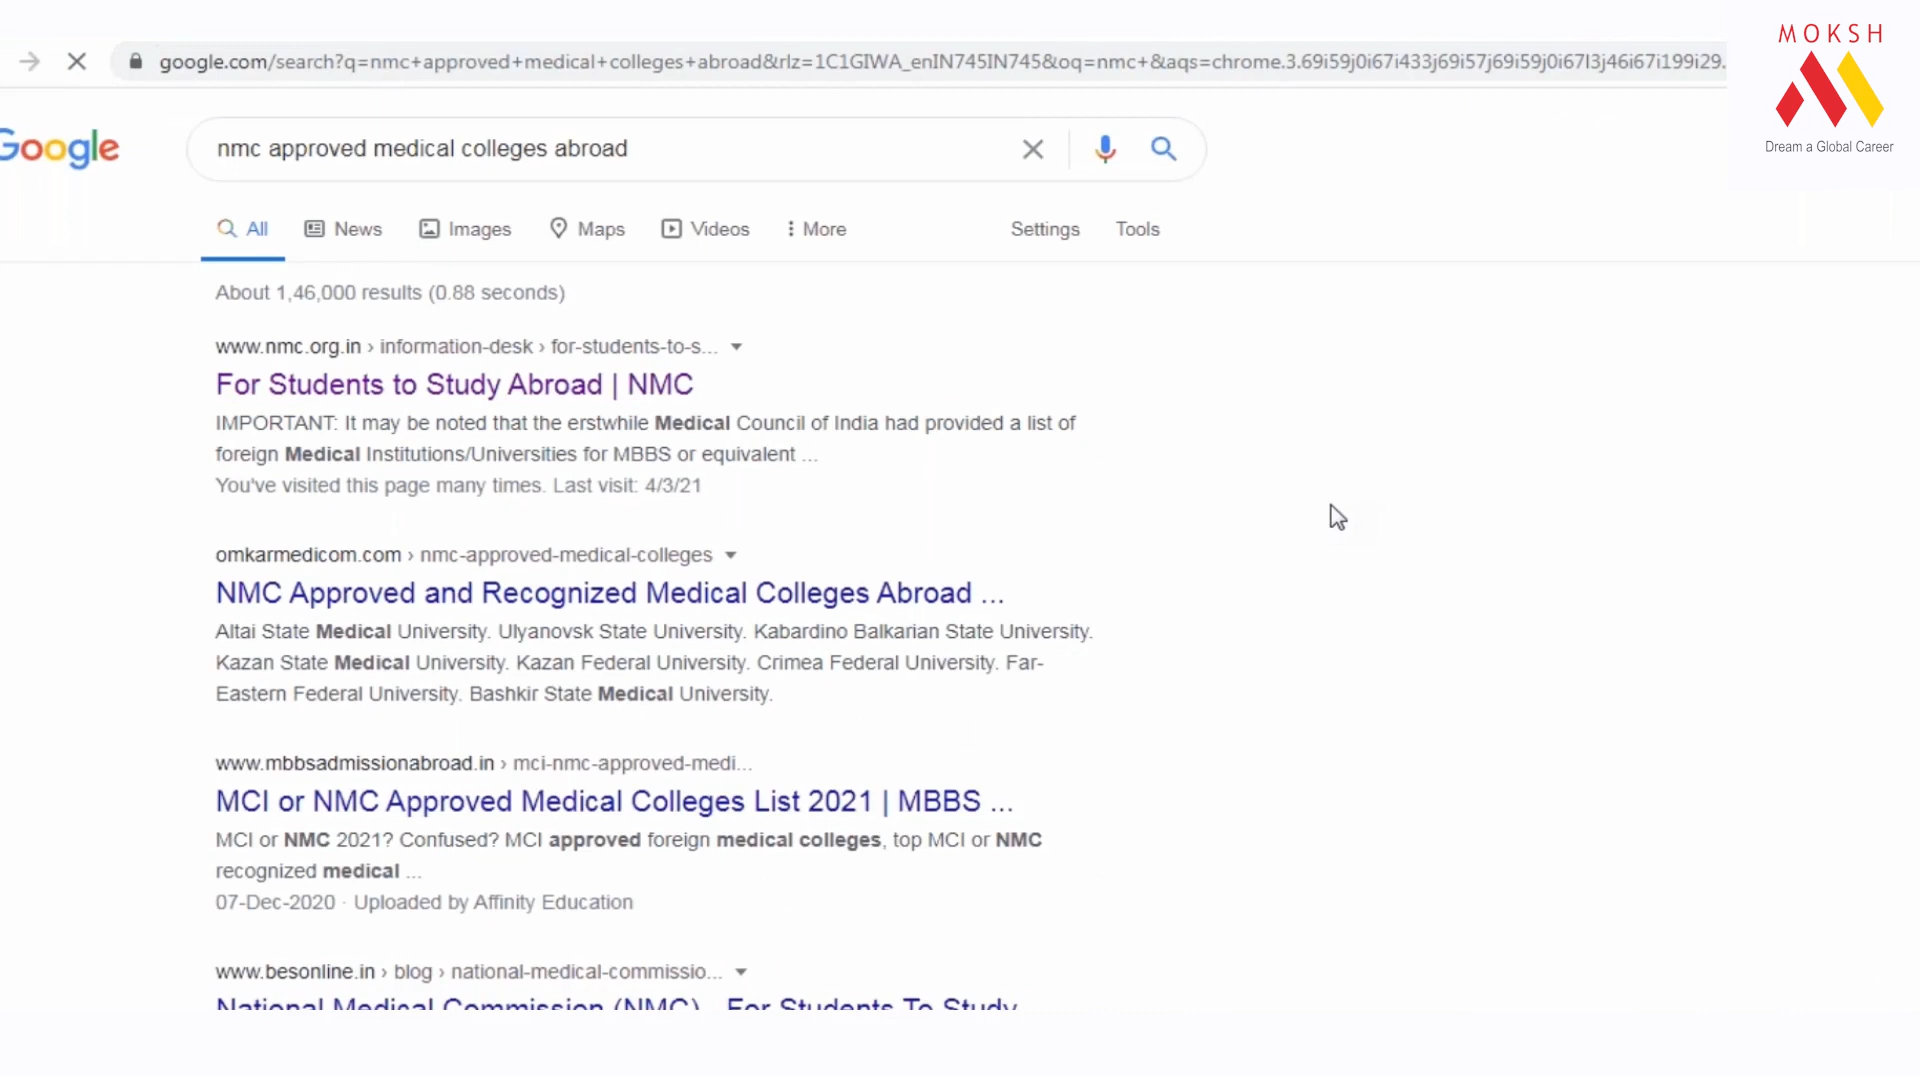 MOKSH
Dream a Global Career
google.com/search?q=nmc+approved+medical+colleges+abroad&rlz=1C1GIWA_enIN745IN745&oq=nmc+&aqs=chrome.3.69i59j0i67i433j69i57j69i59j0i67l3j46i67i199i29.
Google
nmc approved medical colleges abroad
All News Images Maps Videos More Settings Tools
About 1,46,000 results (0.88 seconds)
www.nmc.org.in › information-desk › for-students-to-s...
For Students to Study Abroad | NMC
IMPORTANT: It may be noted that the erstwhile Medical Council of India had provided a list of
foreign Medical Institutions/Universities for MBBS or equivalent ...
You've visited this page many times. Last visit: 4/3/21
omkarmedicom.com › nmc-approved-medical-colleges
NMC Approved and Recognized Medical Colleges Abroad ...
Altai State Medical University. Ulyanovsk State University. Kabardino Balkarian State University.
Kazan State Medical University. Kazan Federal University. Crimea Federal University. Far-
Eastern Federal University. Bashkir State Medical University.
www.mbbsadmissionabroad.in › mci-nmc-approved-medi...
MCI or NMC Approved Medical Colleges List 2021 | MBBS ...
MCI or NMC 2021? Confused? MCI approved foreign medical colleges, top MCI or NMC
recognized medical ...
07-Dec-2020 · Uploaded by Affinity Education
www.besonline.in › blog › national-medical-commissio...
National Medical Commission (NMC) - For Students To Study